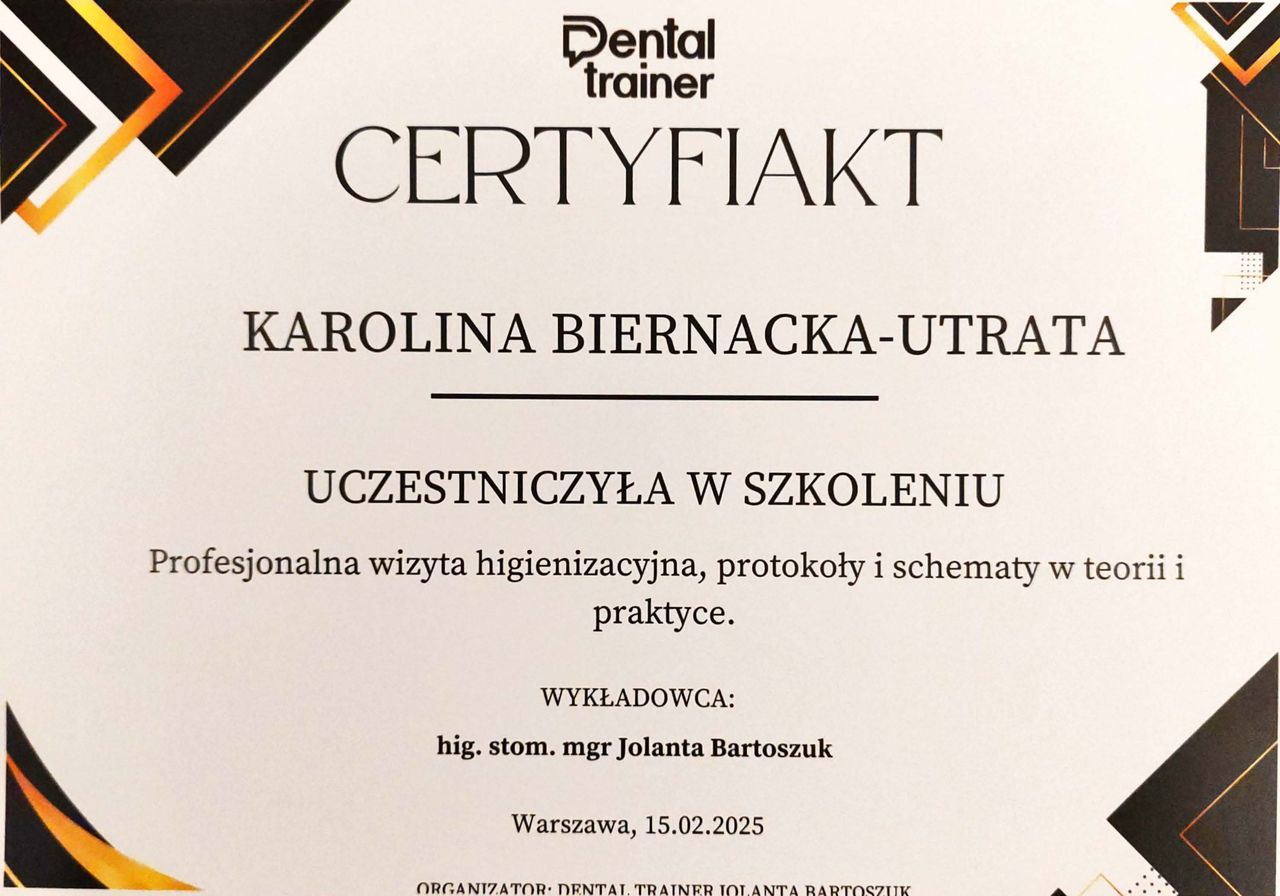 Dental
trainer
CERTYFIAKT
KAROLINA BIERNACKA-UTRATA
UCZESTNICZYŁA W SZKOLENIU
Profesjonalna wizyta higienizacyjna, protokoły i schematy w teorii i
praktyce.
WYKŁADOWCA:
hig. stom. mgr Jolanta Bartoszuk
Warszawa, 15.02.2025
ORGANIZATOR: DENTAL TRAINER JOLANTA BARTOSZUK